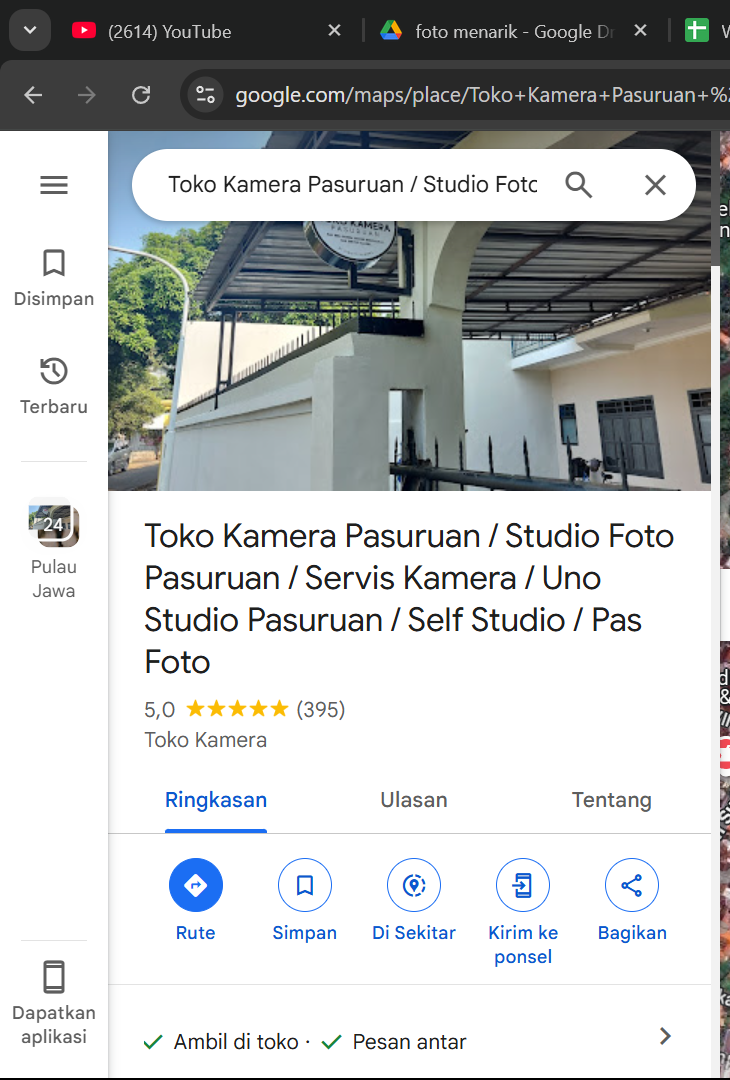 (2614) YouTube
foto menarik - Google Dr
google.com/maps/place/Toko+Kamera+Pasuruan+%2
Toko Kamera Pasuruan / Studio Foto
KAMERA
PASURUAN
Disimpan
Terbaru
24
Pulau
Jawa
Toko Kamera Pasuruan / Studio Foto
Pasuruan / Servis Kamera / Uno
Studio Pasuruan / Self Studio / Pas
Foto
5,0 ★★★★★ (395)
Toko Kamera
Ringkasan Ulasan Tentang
Rute Simpan Di Sekitar Kirim ke
ponsel Bagikan
Dapatkan
aplikasi
Ambil di toko · Pesan antar